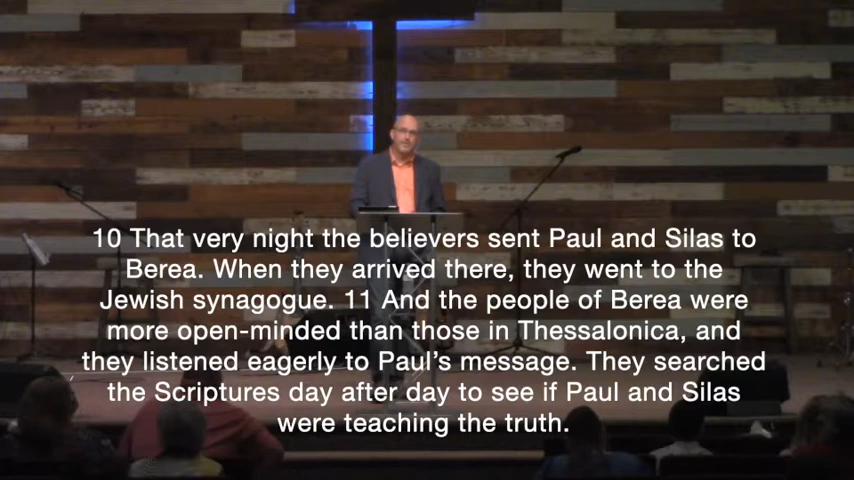 10 That very night the believers sent Paul and Silas to
Berea. When they arrived there, they went to the
Jewish synagogue. 11 And the people of Berea were
more open-minded than those in Thessalonica, and
they listened eagerly to Paul’s message. They searched
the Scriptures day after day to see if Paul and Silas
were teaching the truth.